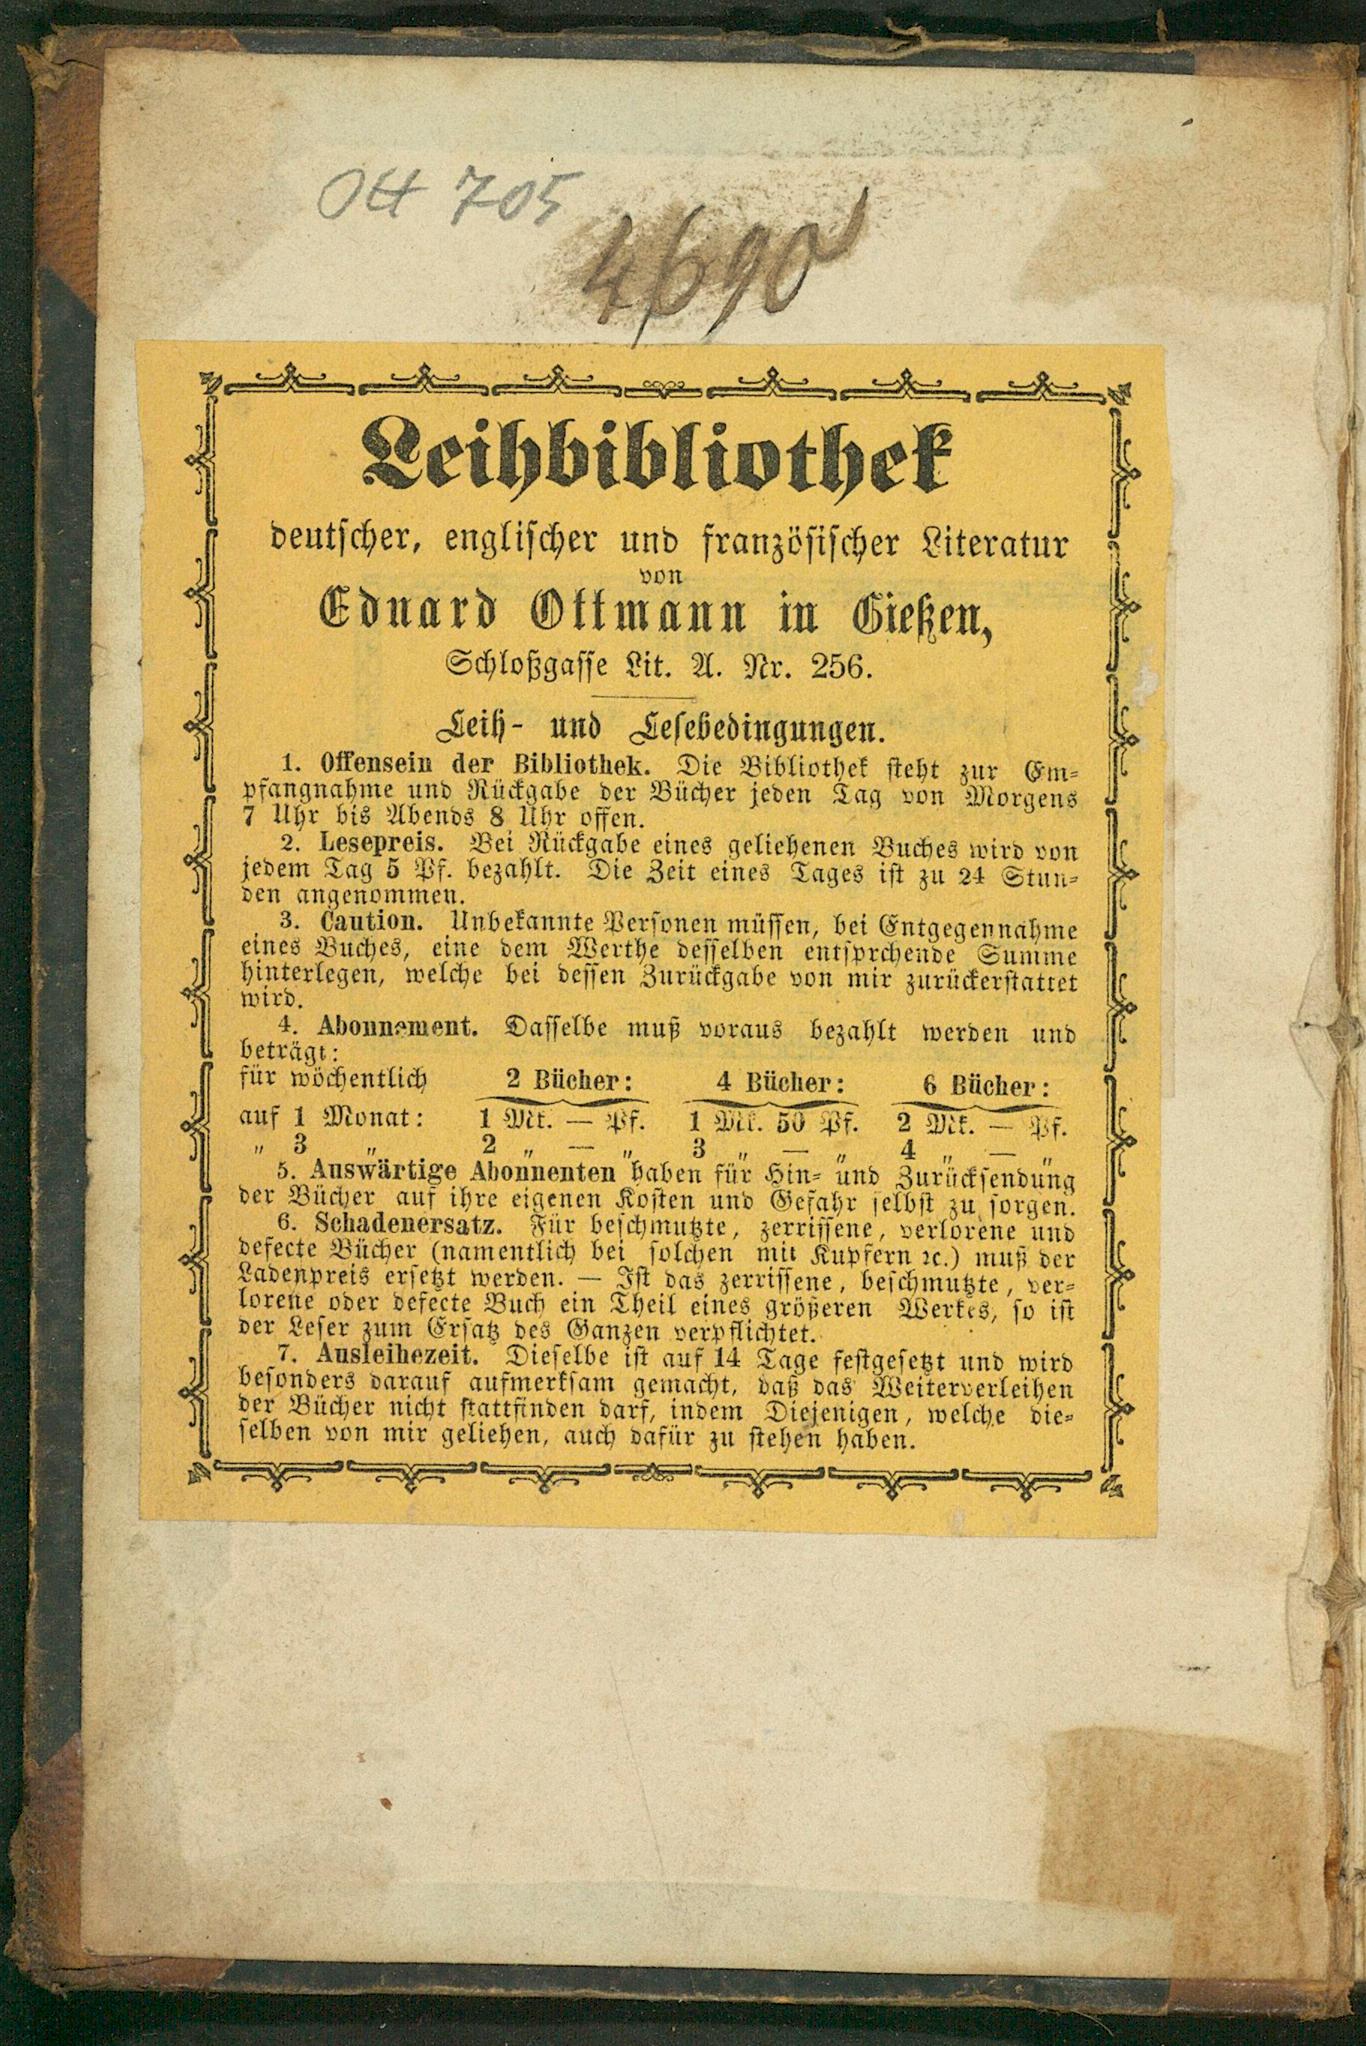 Ott 705
4690
Leihbibliothek
deutscher, englischer und französischer Literatur
von
Eduard Ottmann in Gießen,
Schloßgasse Lit. A. Nr. 256.
Leih- und Lesebedingungen.
1. Offensein der Bibliothek. Die Bibliothek steht zur Em-
pfangnahme und Rückgabe der Bücher jeden Tag von Morgens
7 Uhr bis Abends 8 Uhr offen.
2. Lesepreis. Bei Rückgabe eines geliehenen Buches wird von
jedem Tag 5 Pf. bezahlt. Die Zeit eines Tages ist zu 24 Stun-
den angenommen.
3. Caution. Unbekannte Personen müssen, bei Entgegennahme
eines Buches, eine dem Werthe desselben entsprchende Summe
hinterlegen, welche bei dessen Zurückgabe von mir zurückerstattet
wird.
4. Abonnement. Dasselbe muß voraus bezahlt werden und
beträgt:
für wöchentlich 2 Bücher: 4 Bücher: 6 Bücher:
auf 1 Monat: 1 Mk. — Pf. 1 Mk. 50 Pf. 2 Mk. — Pf.
„ 3 „ 2 „ — „ 3 „ — „ 4 „ — „
5. Auswärtige Abonnenten haben für Hin- und Zurücksendung
der Bücher auf ihre eigenen Kosten und Gefahr selbst zu sorgen.
6. Schadenersatz. Für beschmutzte, zerrissene, verlorene und
defecte Bücher (namentlich bei solchen mit Kupfern ꝛc.) muß der
Ladenpreis ersetzt werden. — Ist das zerrissene, beschmutzte, ver-
lorene oder defecte Buch ein Theil eines größeren Werkes, so ist
der Leser zum Ersatz des Ganzen verpflichtet.
7. Ausleihezeit. Dieselbe ist auf 14 Tage festgesetzt und wird
besonders darauf aufmerksam gemacht, daß das Weiterverleihen
der Bücher nicht stattfinden darf, indem Diejenigen, welche die-
selben von mir geliehen, auch dafür zu stehen haben.